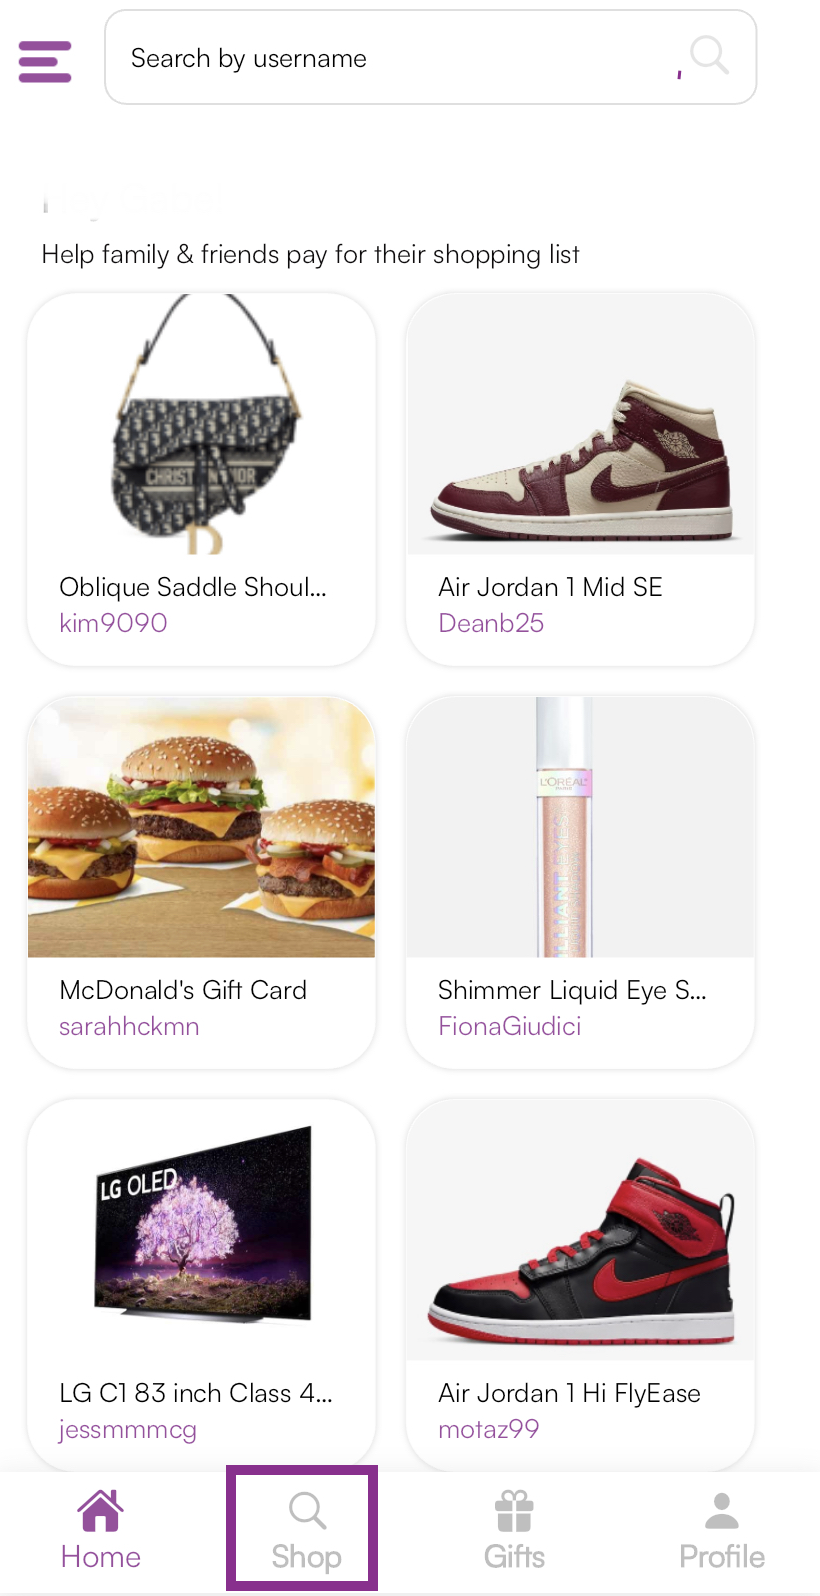 Search by username
Help family & friends pay for their shopping list
CHRISTIAN DIOR
Oblique Saddle Shoul...
kim9090
Air Jordan 1 Mid SE
Deanb25
L'ORÉAL
PARIS
McDonald's Gift Card
sarahhckmn
Shimmer Liquid Eye S...
FionaGiudici
LG OLED
LG C1 83 inch Class 4...
jessmmmcg
Air Jordan 1 Hi FlyEase
motaz99
Home
Shop
Gifts
Profile